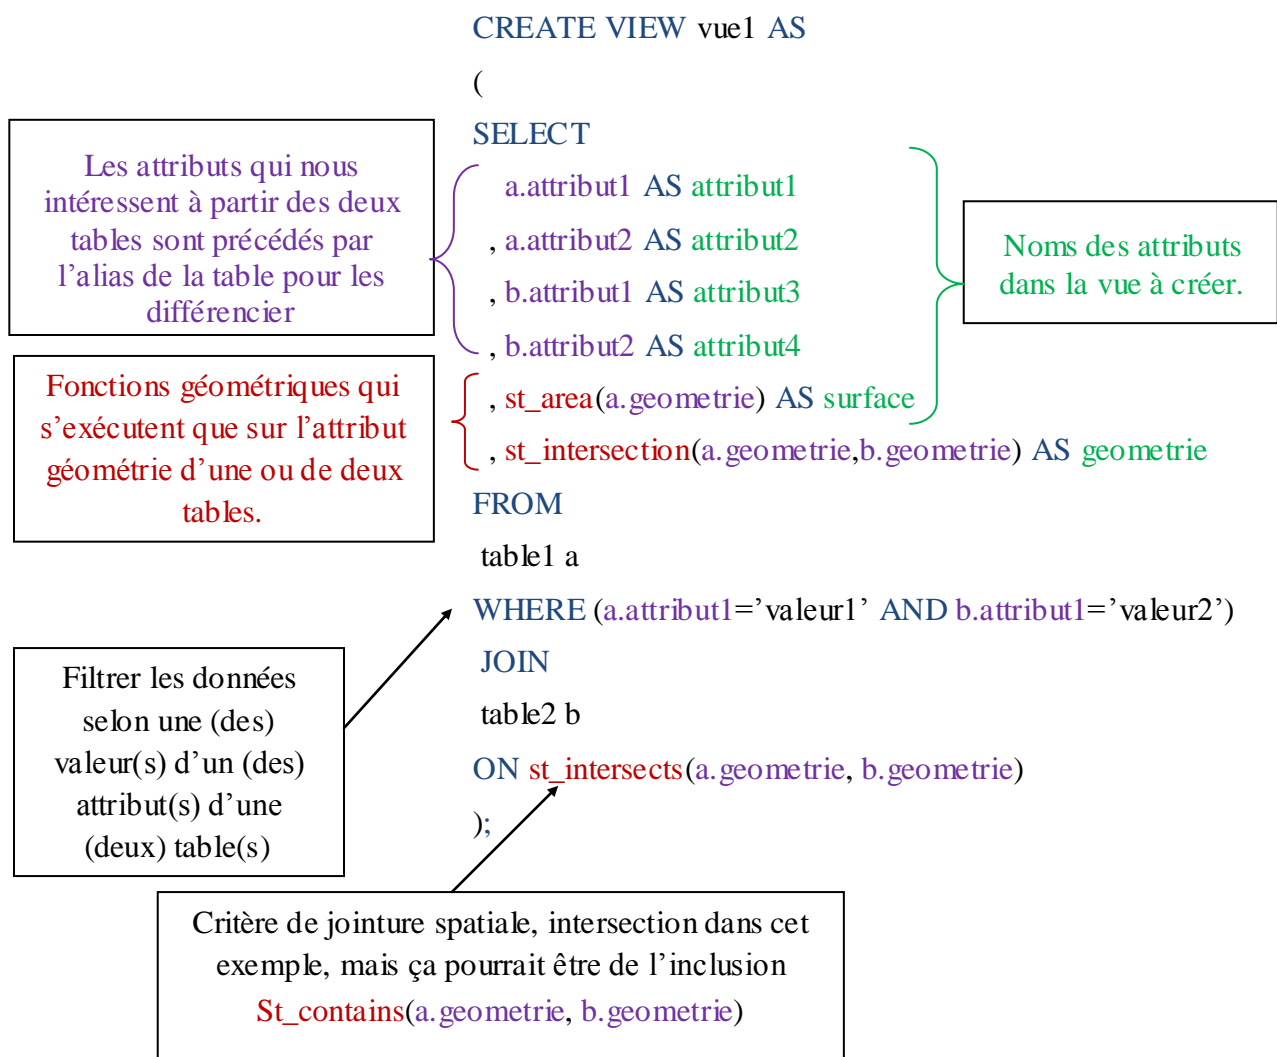 CREATE VIEW vue1 AS
(
SELECT
a.attribut1 AS attribut1
, a.attribut2 AS attribut2
, b.attribut1 AS attribut3
, b.attribut2 AS attribut4
, st_area(a.geometrie) AS surface
, st_intersection(a.geometrie,b.geometrie) AS geometrie
FROM
table1 a
WHERE (a.attribut1=’valeur1’ AND b.attribut1=’valeur2’)
JOIN
table2 b
ON st_intersects(a.geometrie, b.geometrie)
);
Les attributs qui nous
intéressent à partir des deux
tables sont précédés par
l’alias de la table pour les
différencier
Noms des attributs
dans la vue à créer.
Fonctions géométriques qui
s’exécutent que sur l’attribut
géométrie d’une ou de deux
tables.
Filtrer les données
selon une (des)
valeur(s) d’un (des)
attribut(s) d’une
(deux) table(s)
Critère de jointure spatiale, intersection dans cet
exemple, mais ça pourrait être de l’inclusion
St_contains(a.geometrie, b.geometrie)